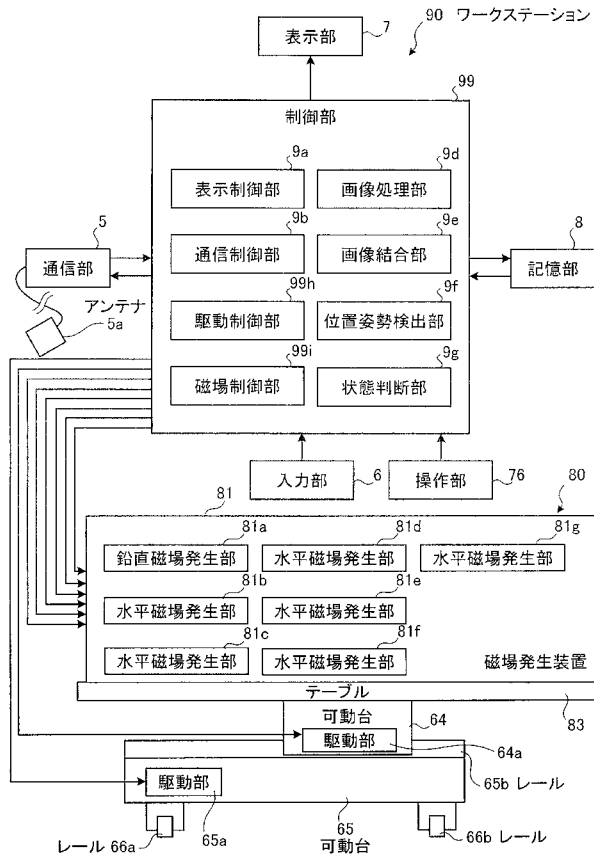 90 ワークステーション
表示部
7
99
制御部
9a
9d
表示制御部
画像処理部
9b
9e
通信制御部
画像結合部
5
通信部
8
記憶部
アンテナ
5a
99h
9f
駆動制御部
位置姿勢検出部
99i
9g
磁場制御部
状態判断部
入力部
6
操作部
76
81
80
81a
81d
81g
鉛直磁場発生部
水平磁場発生部
水平磁場発生部
81b
81e
水平磁場発生部
水平磁場発生部
81c
81f
水平磁場発生部
水平磁場発生部
磁場発生装置
テーブル
83
可動台
64
駆動部
64a
65b レール
駆動部
65a
65
可動台
レール 66a
66b レール